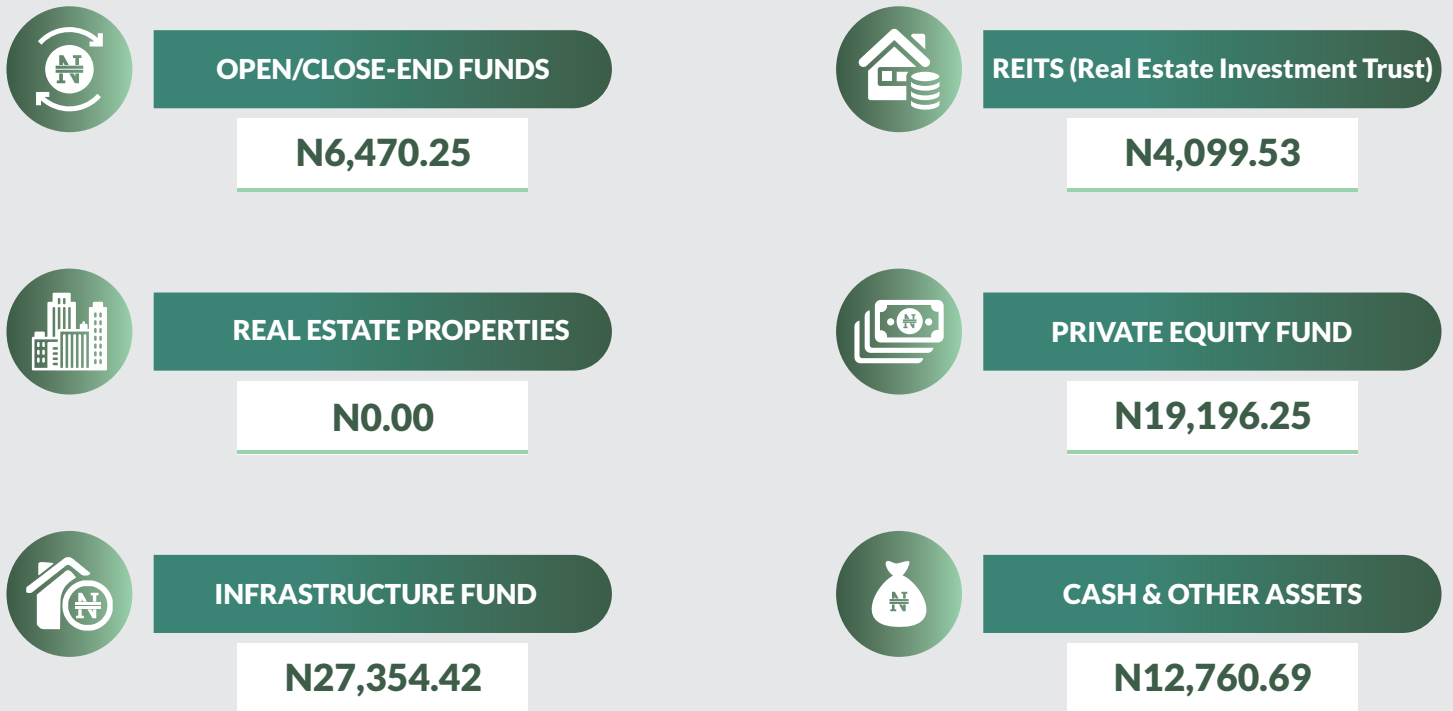 OPEN/CLOSE-END FUNDS
N6,470.25
REITS (Real Estate Investment Trust)
N4,099.53
REAL ESTATE PROPERTIES
N0.00
PRIVATE EQUITY FUND
N19,196.25
INFRASTRUCTURE FUND
N27,354.42
CASH & OTHER ASSETS
N12,760.69